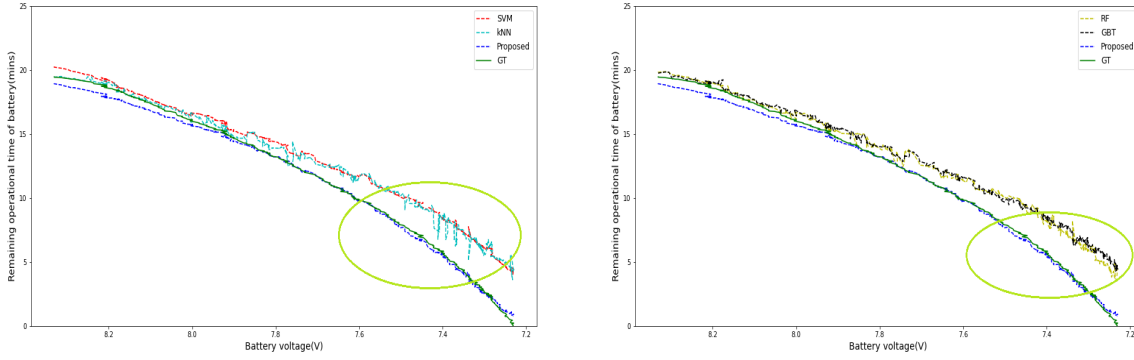 25
20
15
10
5
0
Remaining operational time of battery(mins)
8.2
8.0
7.8
7.6
7.4
7.2
Battery voltage(V)
SVM
kNN
Proposed
GT
25
20
15
10
5
0
Remaining operational time of battery(mins)
8.2
8.0
7.8
7.6
7.4
7.2
Battery voltage(V)
RF
GBT
Proposed
GT